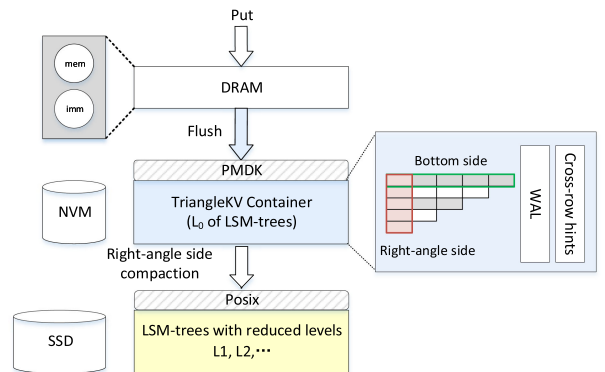 Put
mem
imm
DRAM
Flush
PMDK
NVM
TriangleKV Container
(L0 of LSM-trees)
Bottom side
Right-angle side
WAL
Cross-row hints
Right-angle side
compaction
Posix
SSD
LSM-trees with reduced levels
L1, L2,⋯